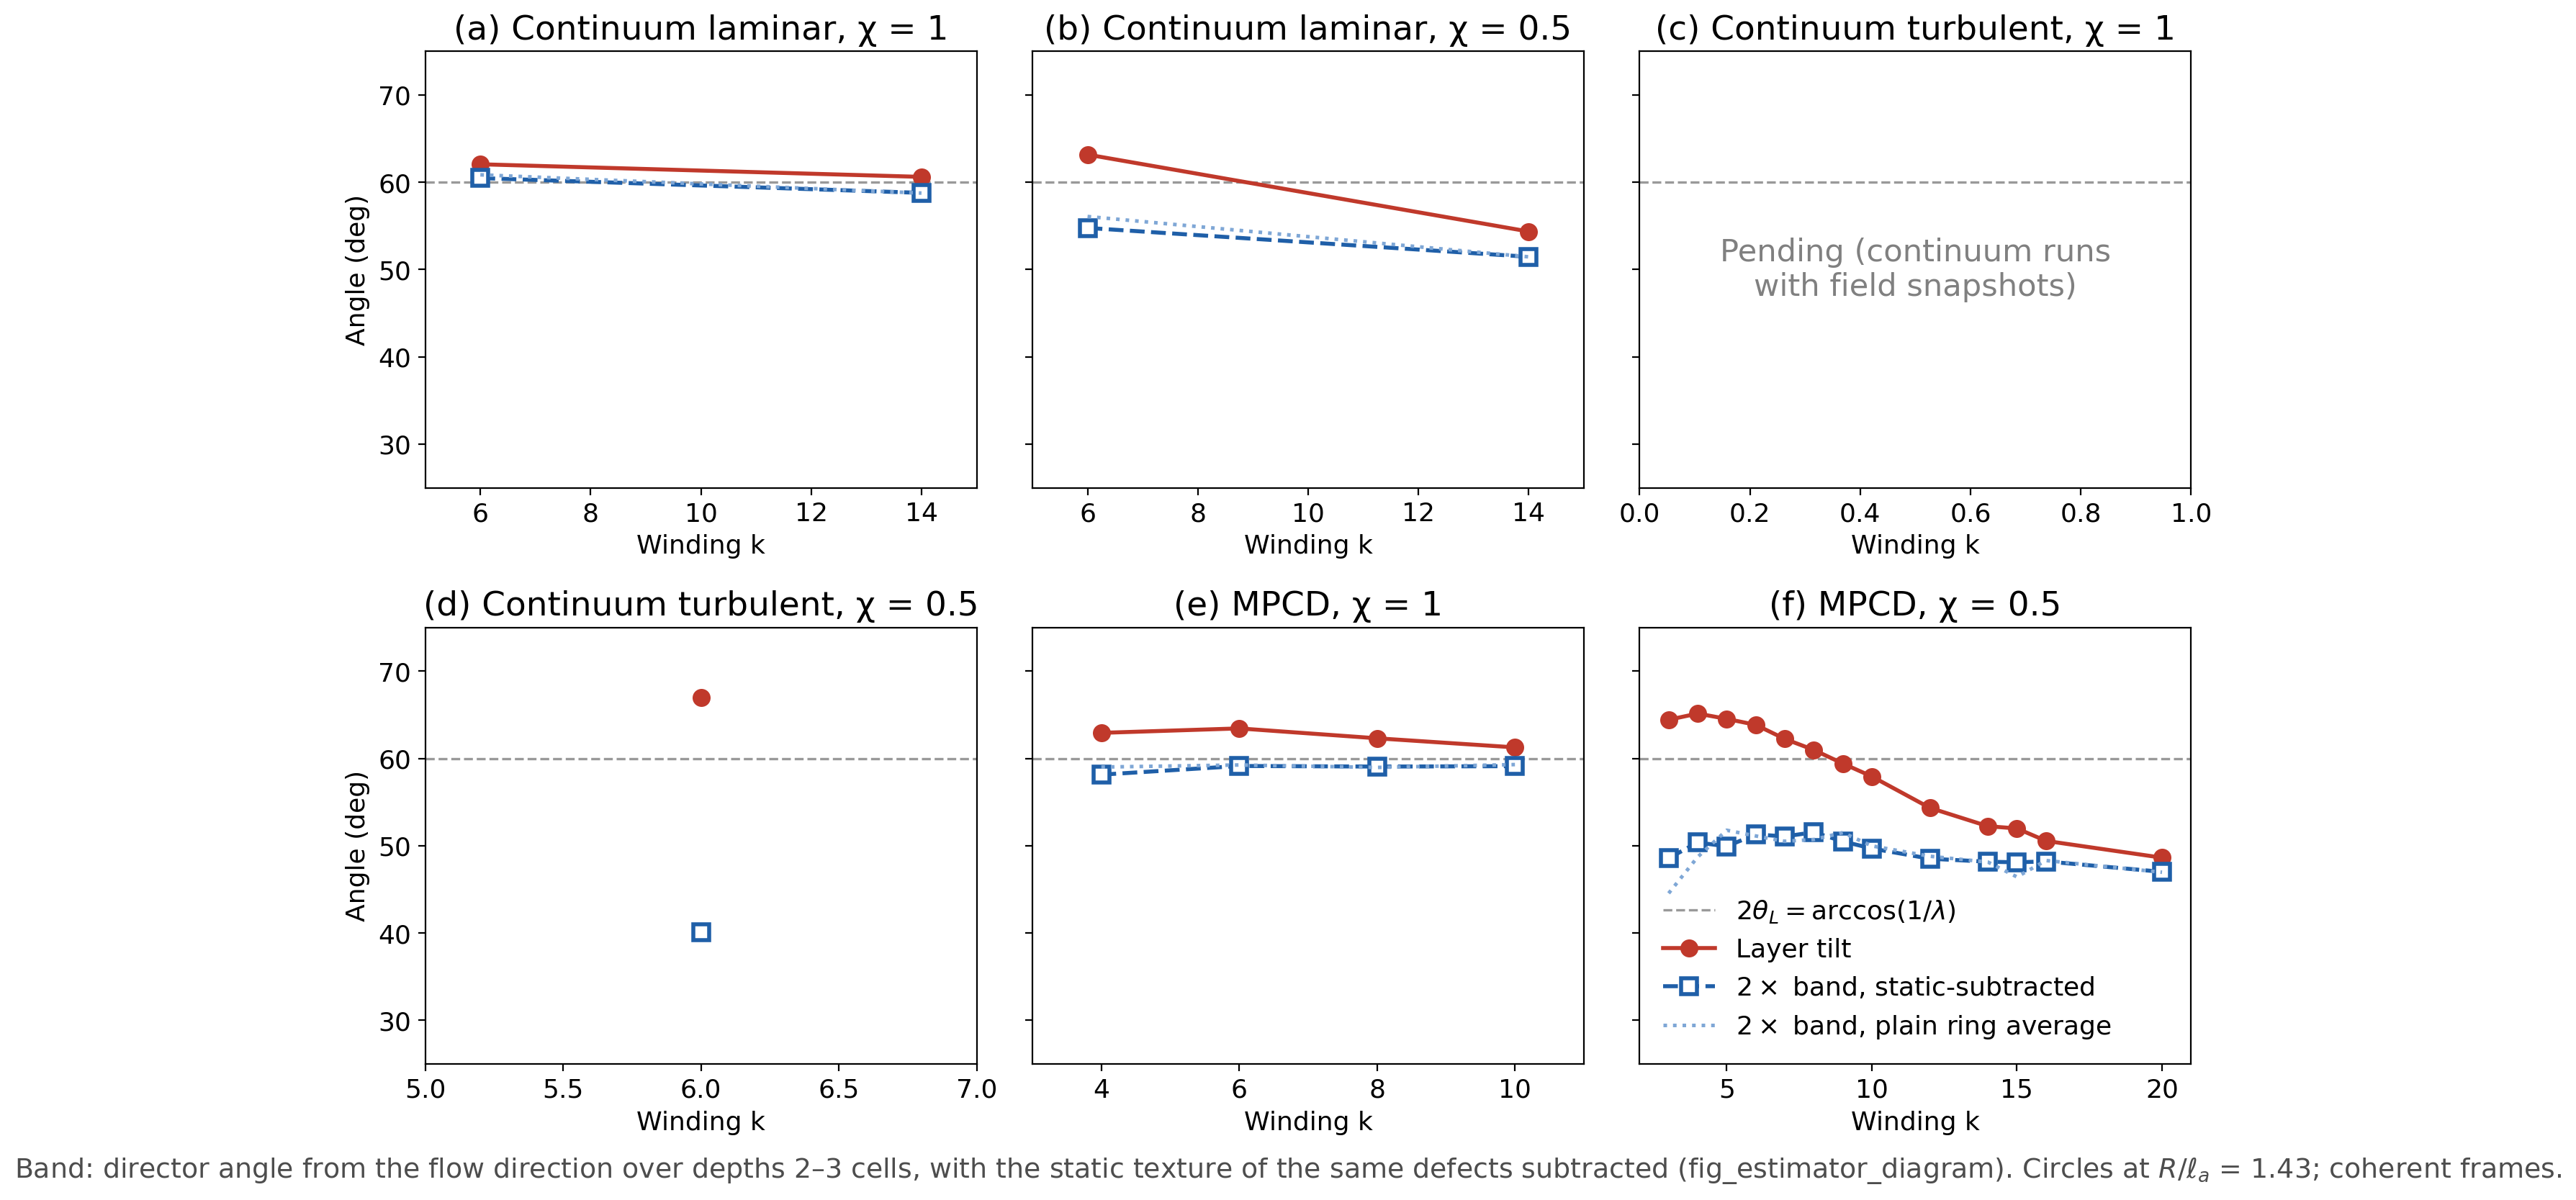 (a) Continuum laminar, χ = 1
(b) Continuum laminar, χ = 0.5
(c) Continuum turbulent, χ = 1
Angle (deg)
70
60
50
40
30
6 8 10 12 14
Winding k
6 8 10 12 14
Winding k
Pending (continuum runs
with field snapshots)
0.0 0.2 0.4 0.6 0.8 1.0
Winding k
(d) Continuum turbulent, χ = 0.5
(e) MPCD, χ = 1
(f) MPCD, χ = 0.5
Angle (deg)
70
60
50
40
30
5.0 5.5 6.0 6.5 7.0
Winding k
4 6 8 10
Winding k
2θ_L = arccos(1/λ)
Layer tilt
2 × band, static-subtracted
2 × band, plain ring average
5 10 15 20
Winding k
Band: director angle from the flow direction over depths 2–3 cells, with the static texture of the same defects subtracted (fig_estimator_diagram). Circles at R/ℓ_a = 1.43; coherent frames.